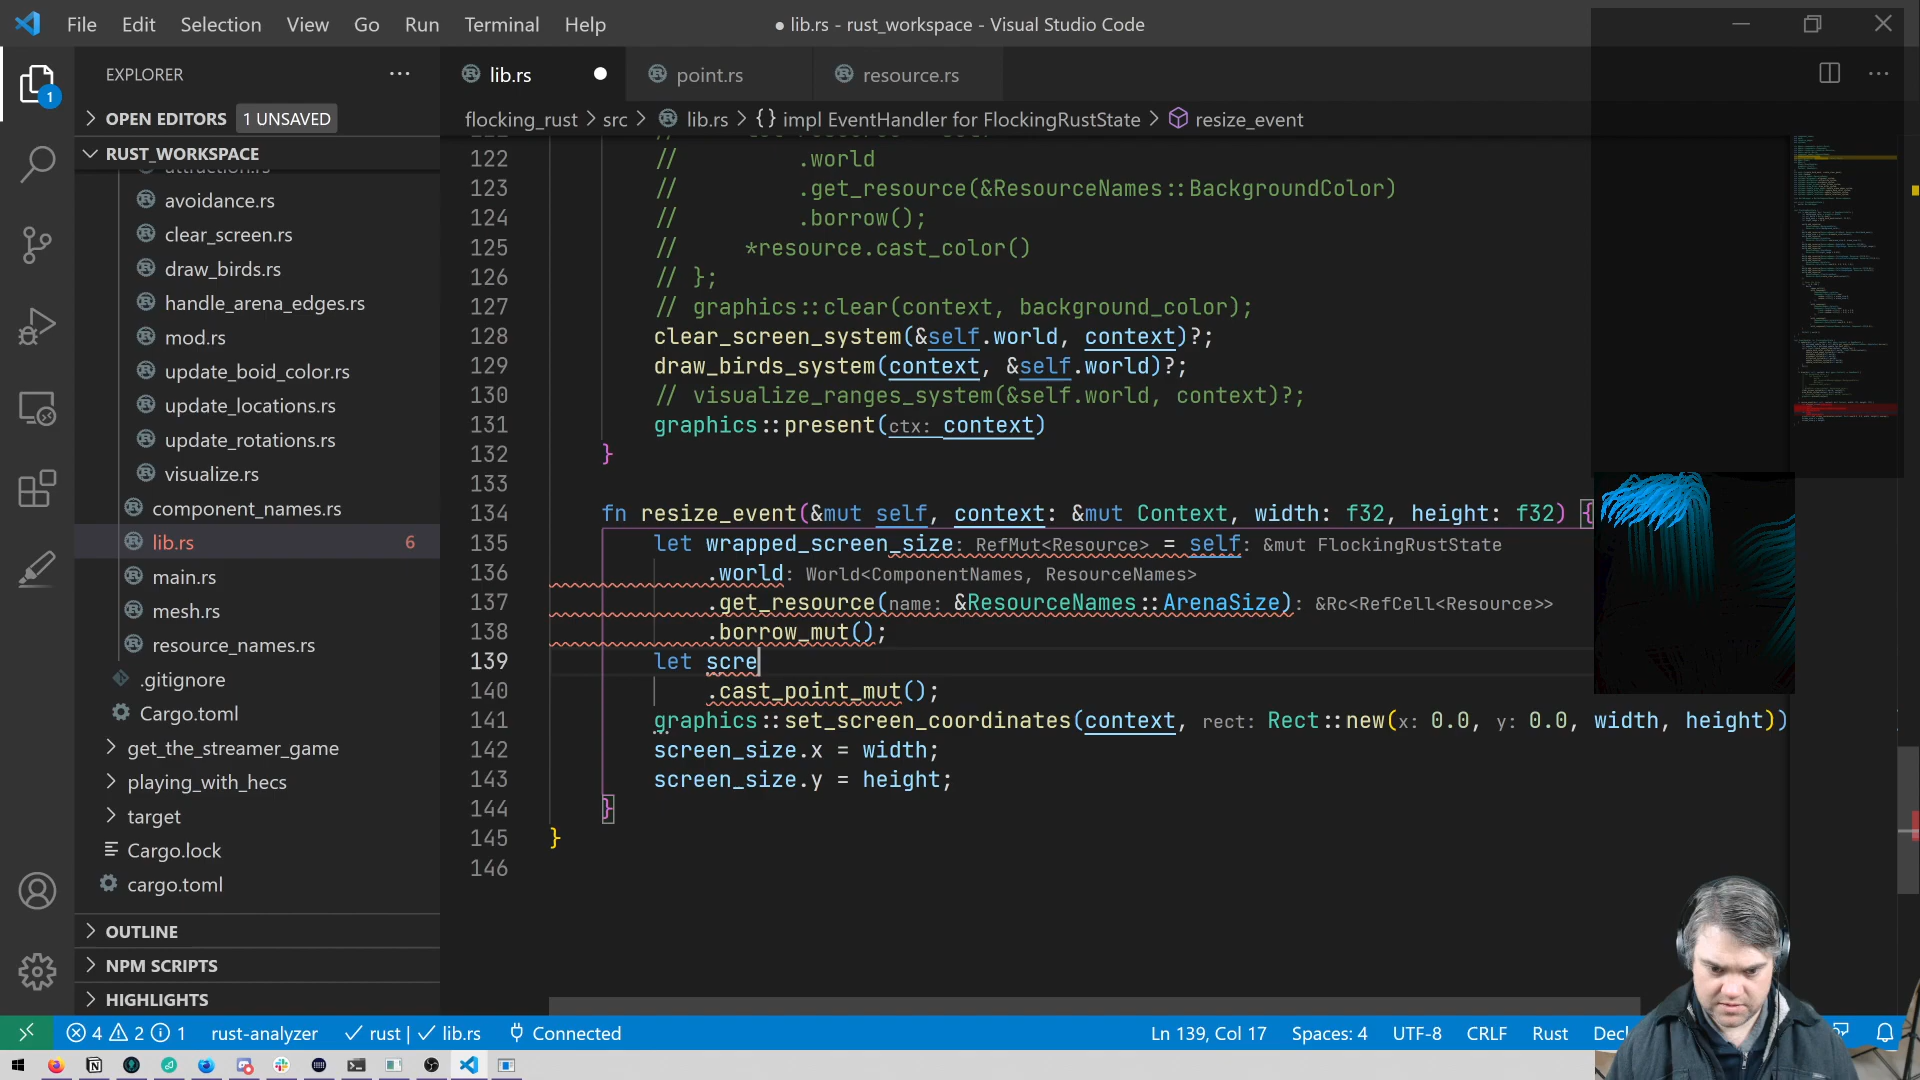 File Edit Selection View Go Run Terminal Help
● lib.rs - rust_workspace - Visual Studio Code
EXPLORER
lib.rs
point.rs
resource.rs
OPEN EDITORS 1 UNSAVED
flocking_rust > src > lib.rs > {} impl EventHandler for FlockingRustState > resize_event
RUST_WORKSPACE
attraction.rs
avoidance.rs
clear_screen.rs
draw_birds.rs
handle_arena_edges.rs
mod.rs
update_boid_color.rs
update_locations.rs
update_rotations.rs
visualize.rs
component_names.rs
lib.rs 6
main.rs
mesh.rs
resource_names.rs
.gitignore
Cargo.toml
get_the_streamer_game
playing_with_hecs
target
Cargo.lock
cargo.toml
OUTLINE
NPM SCRIPTS
HIGHLIGHTS
122 // .world
123 // .get_resource(&ResourceNames::BackgroundColor)
124 // .borrow();
125 // *resource.cast_color()
126 // };
127 // graphics::clear(context, background_color);
128 clear_screen_system(&self.world, context)?;
129 draw_birds_system(context, &self.world)?;
130 // visualize_ranges_system(&self.world, context)?;
131 graphics::present(ctx: context)
132 }
133
134 fn resize_event(&mut self, context: &mut Context, width: f32, height: f32) {
135 let wrapped_screen_size: RefMut<Resource> = self: &mut FlockingRustState
136 .world: World<ComponentNames, ResourceNames>
137 .get_resource(name: &ResourceNames::ArenaSize): &Rc<RefCell<Resource>>
138 .borrow_mut();
139 let scre
140 .cast_point_mut();
141 graphics::set_screen_coordinates(context, rect: Rect::new(x: 0.0, y: 0.0, width, height))
142 screen_size.x = width;
143 screen_size.y = height;
144 }
145 }
146
4 2 1 rust-analyzer ✓ rust | ✓ lib.rs Connected
Ln 139, Col 17 Spaces: 4 UTF-8 CRLF Rust
1